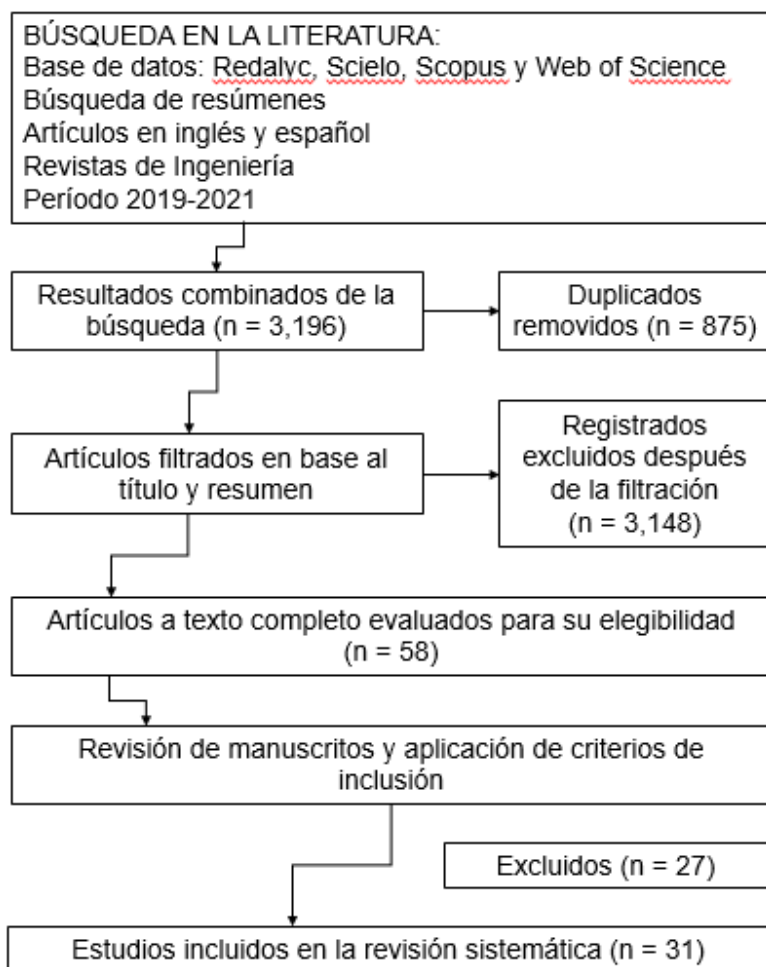 BÚSQUEDA EN LA LITERATURA:
Base de datos: Redalyc, Scielo, Scopus y Web of Science
Búsqueda de resúmenes
Artículos en inglés y español
Revistas de Ingeniería
Período 2019-2021
Resultados combinados de la
búsqueda (n = 3,196)
Duplicados
removidos (n = 875)
Artículos filtrados en base al
título y resumen
Registrados
excluidos después
de la filtración
(n = 3,148)
Artículos a texto completo evaluados para su elegibilidad
(n = 58)
Revisión de manuscritos y aplicación de criterios de
inclusión
Excluidos (n = 27)
Estudios incluidos en la revisión sistemática (n = 31)